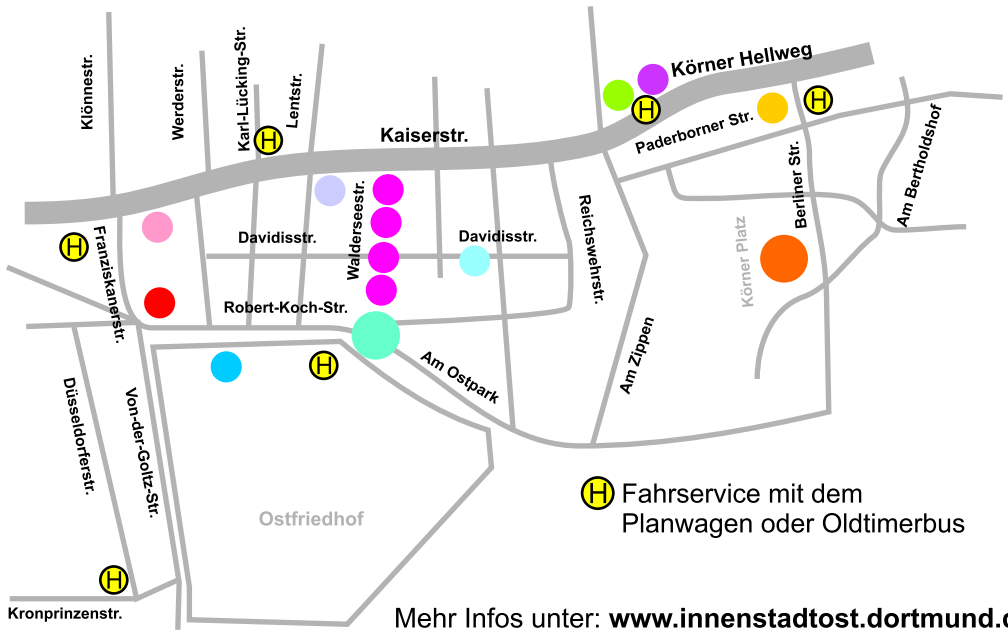 Körner Hellweg
Karl-Lücking-Str.
Lentstr.
Werderstr.
Könnestr.
H
H
H
Kaiserstr.
Paderborner Str.
Berliner Str.
Am Bertholdshof
Franziskanerstr.
H
Davidisstr.
Walderseestr.
Davidisstr.
Reichswehrstr.
Körner Platz
Robert-Koch-Str.
H
Am Ostpark
Am Zippen
Düsseldorferstr.
Von-der-Goltz-Str.
Ostfriedhof
H Fahrservice mit dem
Planwagen oder Oldtimerbus
H
Kronprinzenstr.
Mehr Infos unter: www.innenstadtost.dortmund.